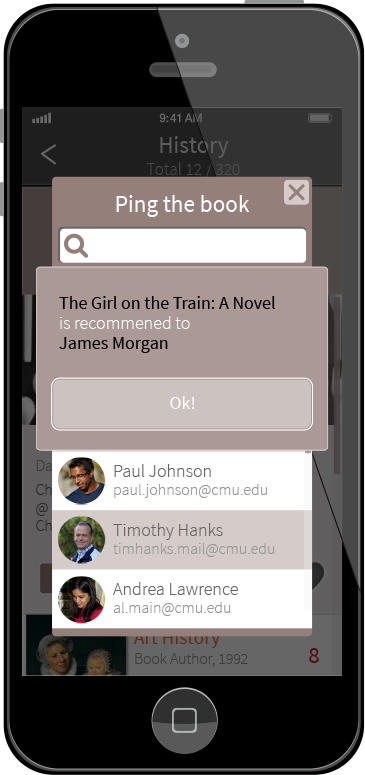 9:41 AM
History
Total 12 / 320
Ping the book
The Girl on the Train: A Novel
is recommened to
James Morgan
Ok!
Da
Ch
@
Ch
Paul Johnson
paul.johnson@cmu.edu
Timothy Hanks
timhanks.mail@cmu.edu
Andrea Lawrence
al.main@cmu.edu
Art History
Book Author, 1992
8